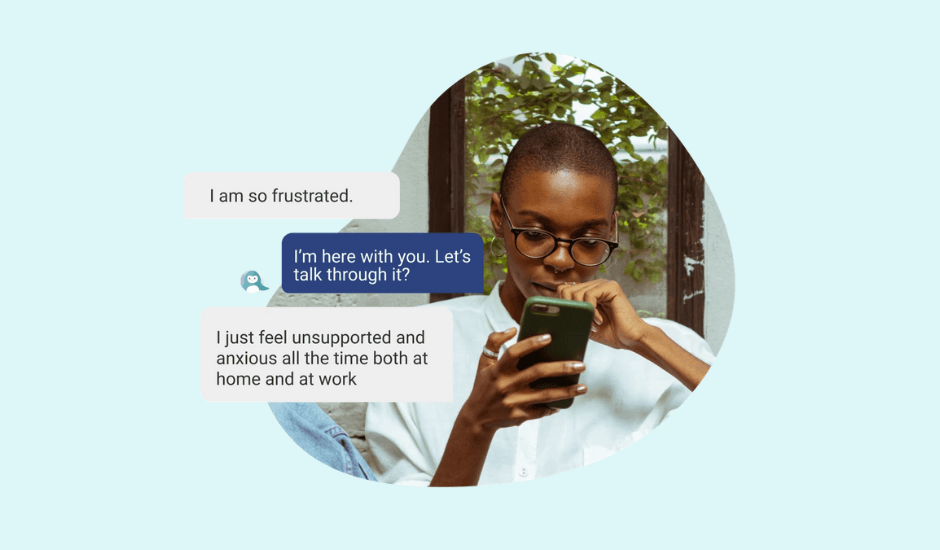 I am so frustrated.
I’m here with you. Let’s
talk through it?
I just feel unsupported and
anxious all the time both at
home and at work